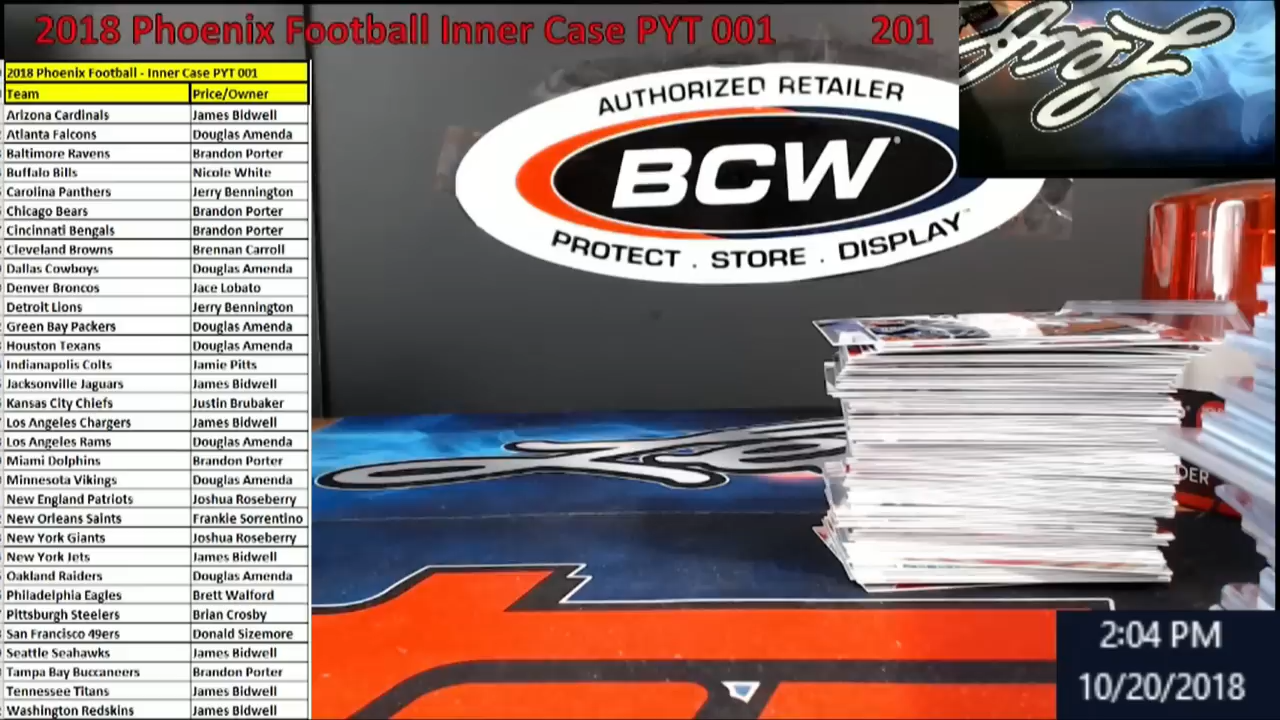 2018 Phoenix Football Inner Case PYT 001 201
2018 Phoenix Football - Inner Case PYT 001
Team Price/Owner
Arizona Cardinals James Bidwell
Atlanta Falcons Douglas Amenda
Baltimore Ravens Brandon Porter
Buffalo Bills Nicole White
Carolina Panthers Jerry Bennington
Chicago Bears Brandon Porter
Cincinnati Bengals Brandon Porter
Cleveland Browns Brennan Carroll
Dallas Cowboys Douglas Amenda
Denver Broncos Jace Lobato
Detroit Lions Jerry Bennington
Green Bay Packers Douglas Amenda
Houston Texans Douglas Amenda
Indianapolis Colts Jamie Pitts
Jacksonville Jaguars James Bidwell
Kansas City Chiefs Justin Brubaker
Los Angeles Chargers James Bidwell
Los Angeles Rams Douglas Amenda
Miami Dolphins Brandon Porter
Minnesota Vikings Douglas Amenda
New England Patriots Joshua Roseberry
New Orleans Saints Frankie Sorrentino
New York Giants Joshua Roseberry
New York Jets James Bidwell
Oakland Raiders Douglas Amenda
Philadelphia Eagles Brett Walford
Pittsburgh Steelers Brian Crosby
San Francisco 49ers Donald Sizemore
Seattle Seahawks James Bidwell
Tampa Bay Buccaneers Brandon Porter
Tennessee Titans James Bidwell
Washington Redskins James Bidwell
AUTHORIZED RETAILER
BCW
PROTECT . STORE . DISPLAY™
DER
2:04 PM
10/20/2018